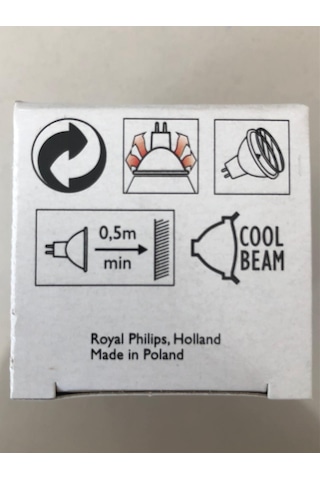 0,5m
min
COOL
BEAM
Royal Philips, Holland
Made in Poland